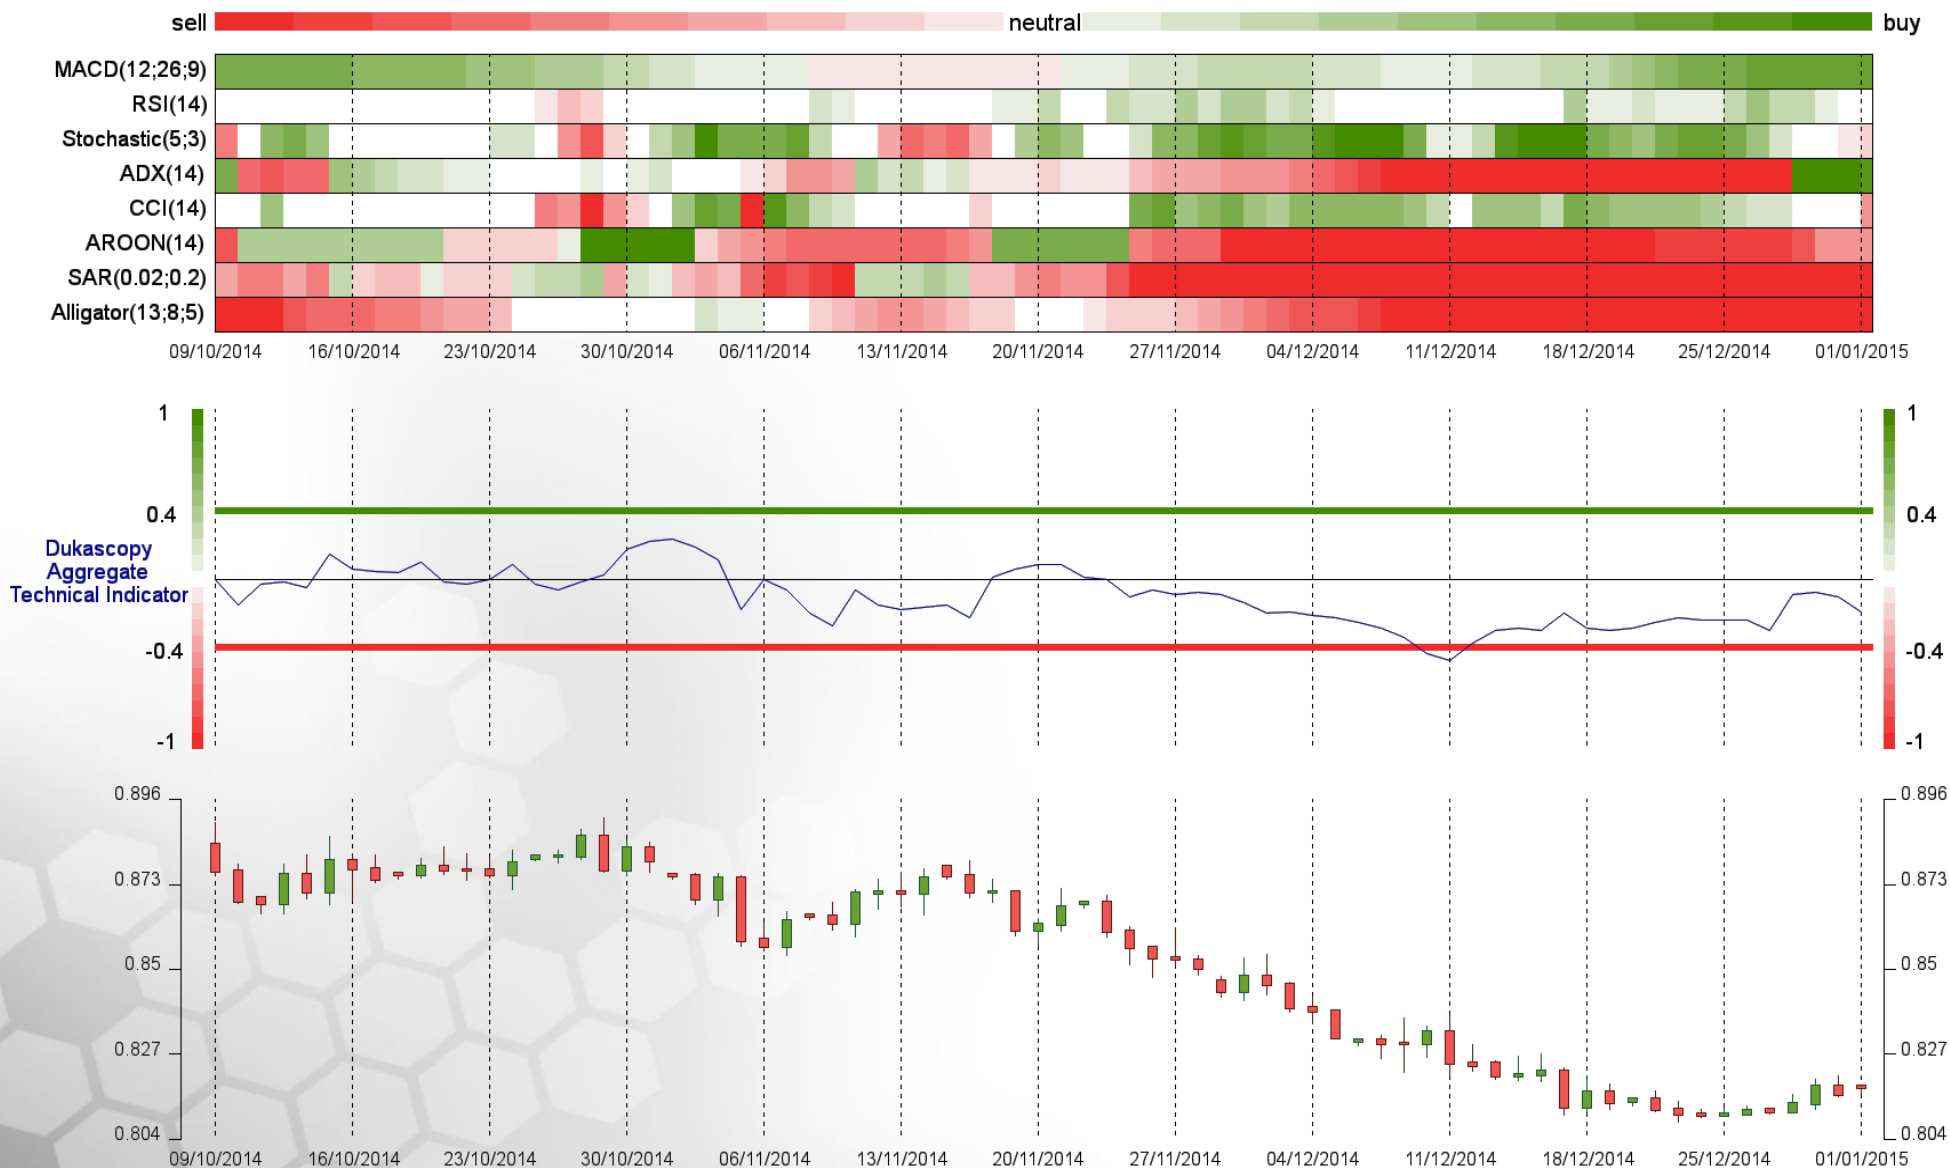 sell neutral buy
MACD(12;26;9)
RSI(14)
Stochastic(5;3)
ADX(14)
CCI(14)
AROON(14)
SAR(0.02;0.2)
Alligator(13;8;5)
09/10/2014 16/10/2014 23/10/2014 30/10/2014 06/11/2014 13/11/2014 20/11/2014 27/11/2014 04/12/2014 11/12/2014 18/12/2014 25/12/2014 01/01/2015
1 1
0.4 0.4
Dukascopy
Aggregate
Technical Indicator
-0.4 -0.4
-1 -1
0.896 0.896
0.873 0.873
0.85 0.85
0.827 0.827
0.804 0.804
09/10/2014 16/10/2014 23/10/2014 30/10/2014 06/11/2014 13/11/2014 20/11/2014 27/11/2014 04/12/2014 11/12/2014 18/12/2014 25/12/2014 01/01/2015